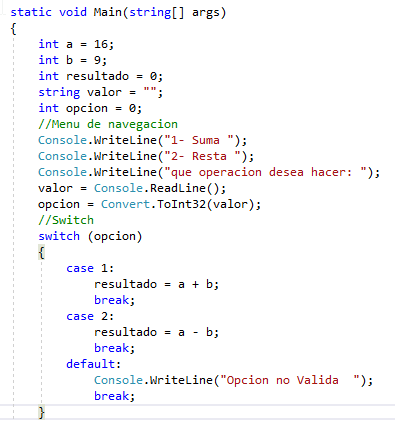 static void Main(string[] args)
{
int a = 16;
int b = 9;
int resultado = 0;
string valor = "";
int opcion = 0;
//Menu de navegacion
Console.WriteLine("1- Suma ");
Console.WriteLine("2- Resta ");
Console.WriteLine("que operacion desea hacer: ");
valor = Console.ReadLine();
opcion = Convert.ToInt32(valor);
//Switch
switch (opcion)
{
case 1:
resultado = a + b;
break;
case 2:
resultado = a - b;
break;
default:
Console.WriteLine("Opcion no Valida  ");
break;
}